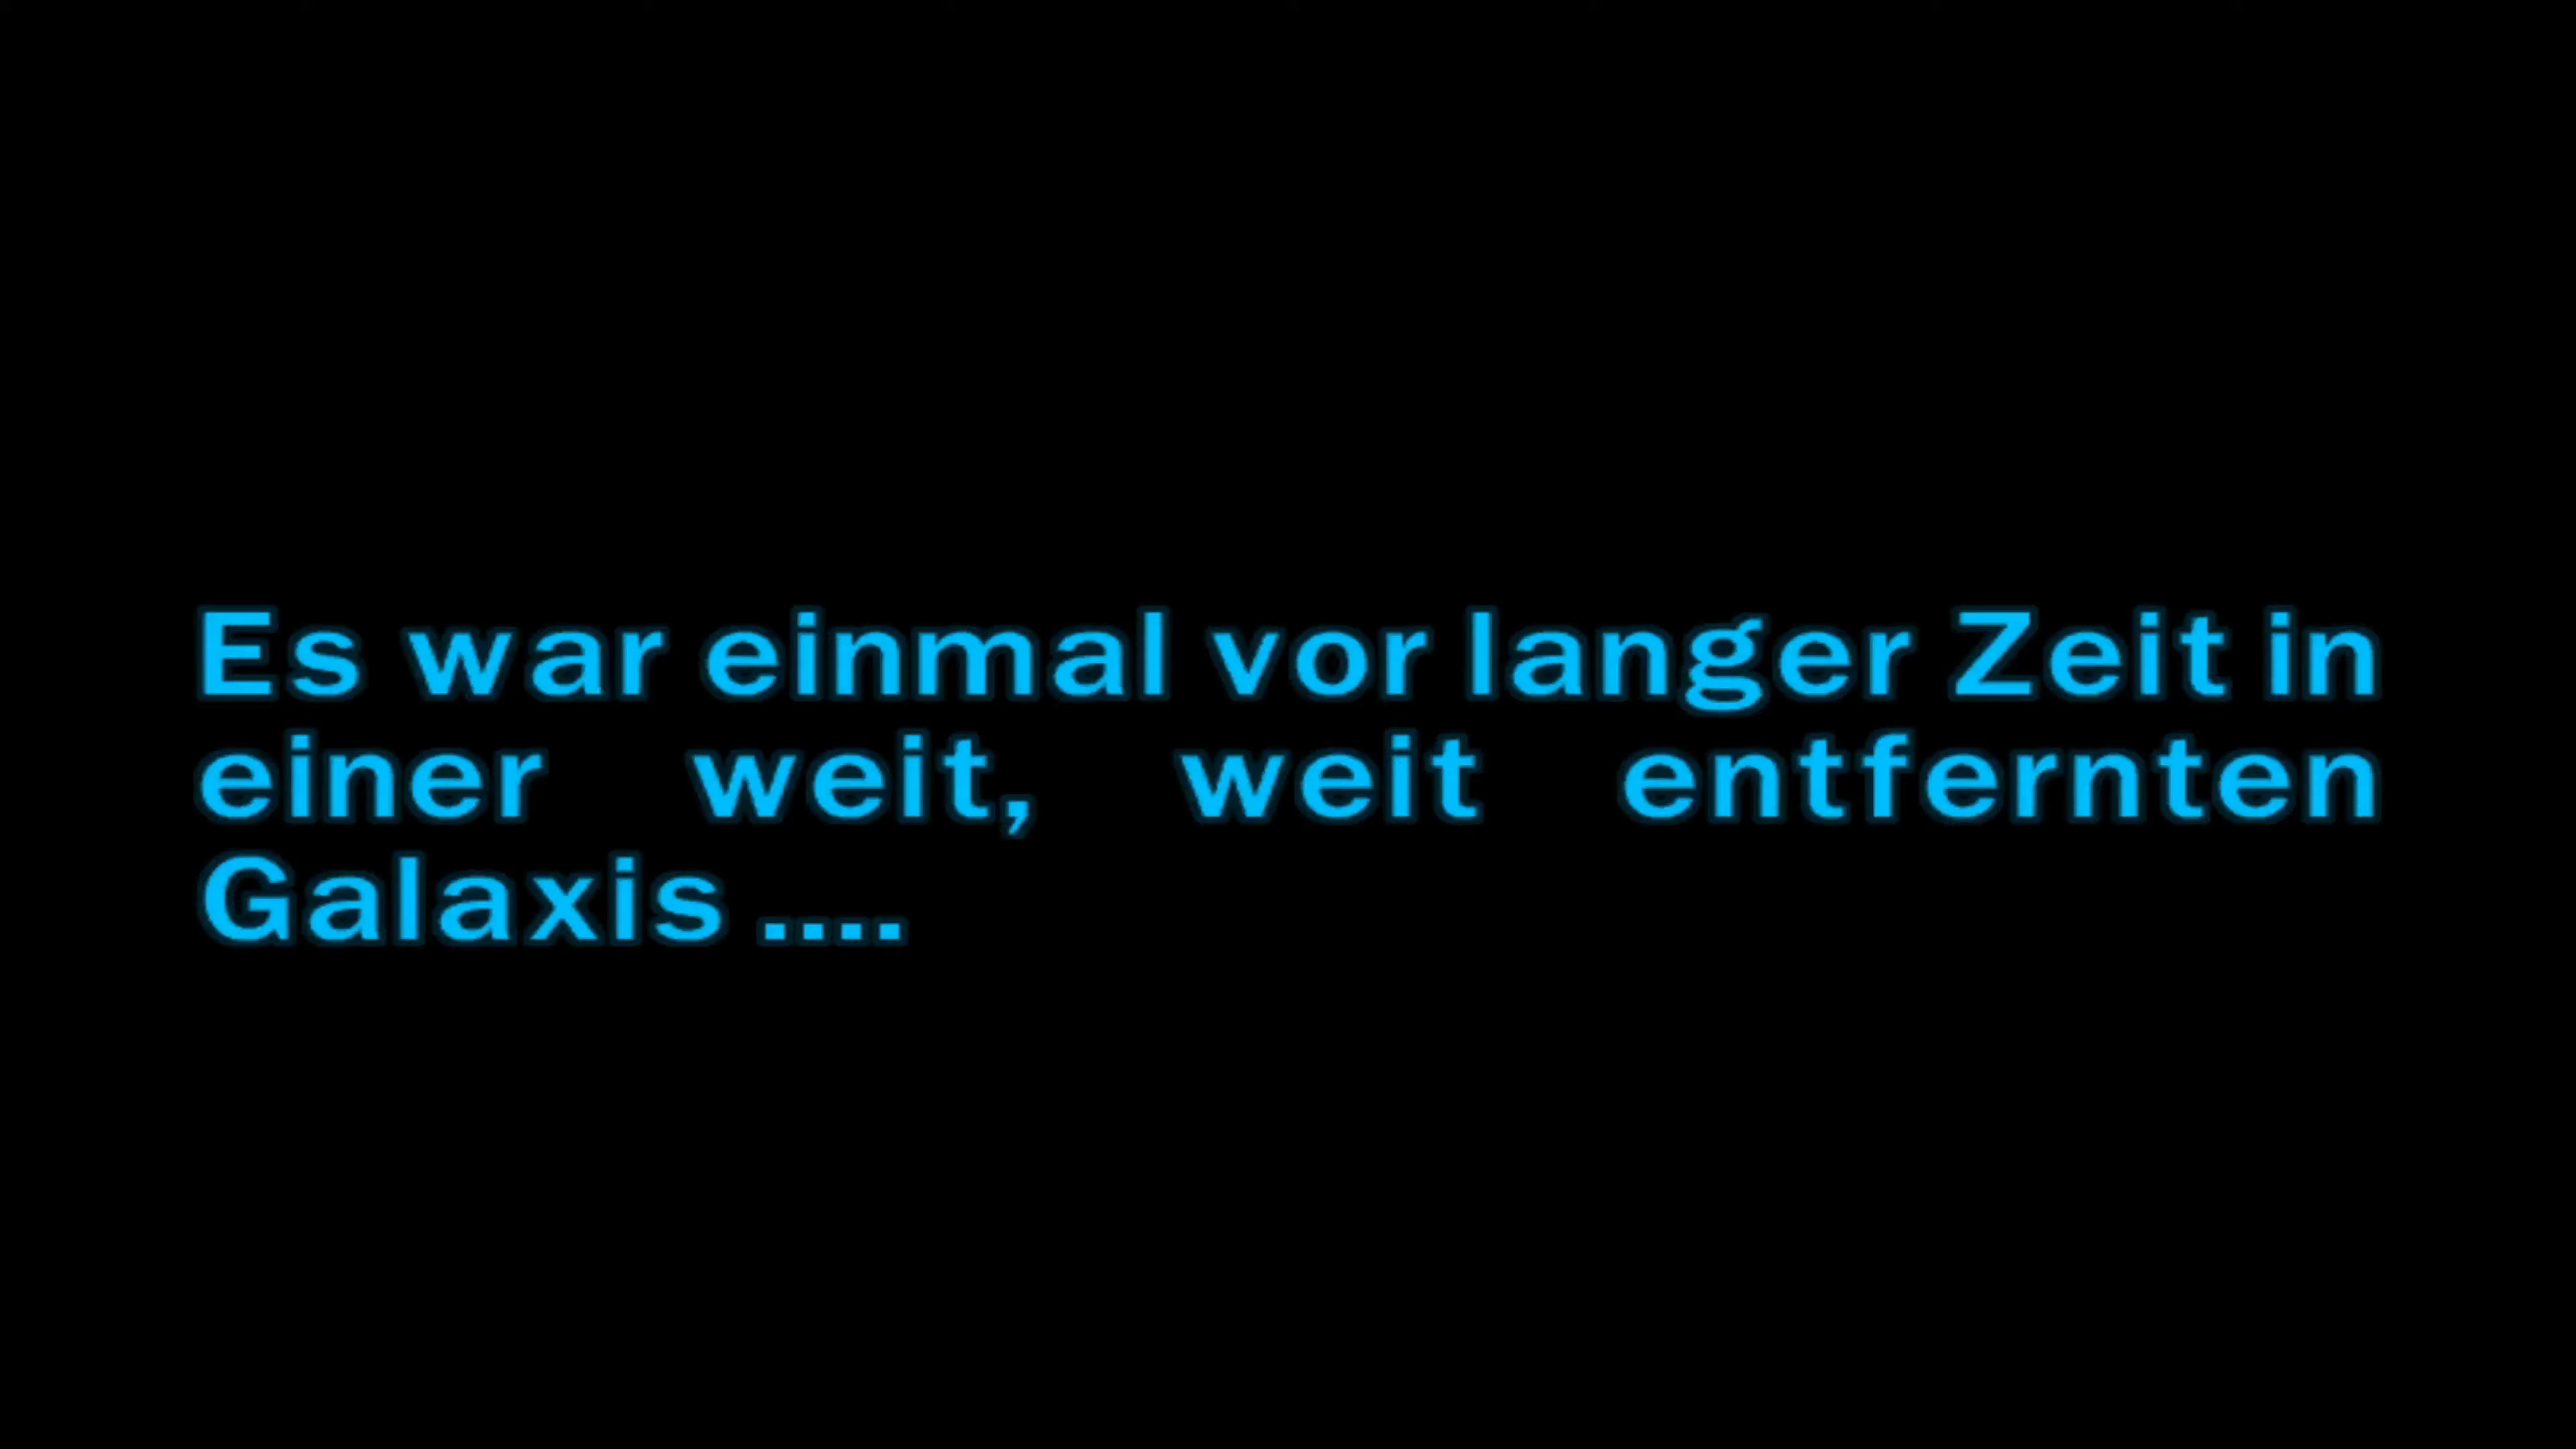 Es war einmal vor langer Zeit in
einer weit, weit entfernten
Galaxis ....